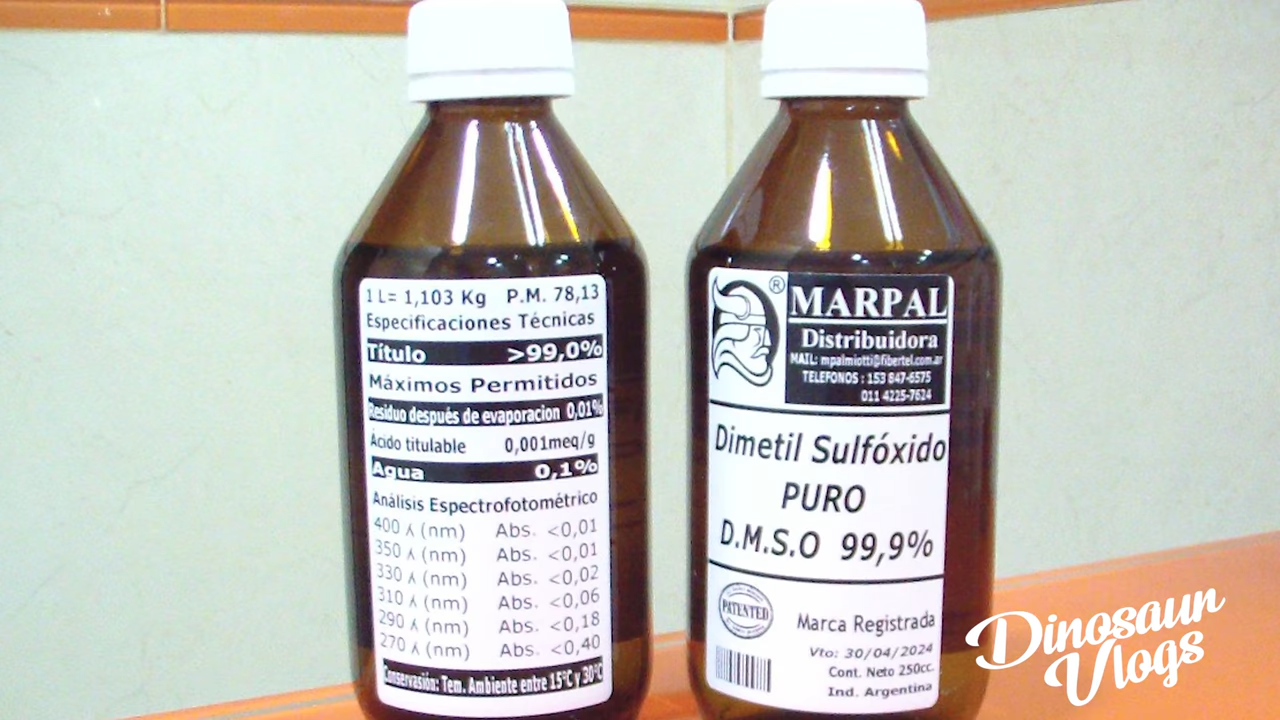 1 L= 1,103 Kg P.M. 78,13
Especificaciones Técnicas
Título >99,0%
Máximos Permitidos
Residuo después de evaporacion 0,01%
Ácido titulable 0,001meq/g
Agua 0,1%
Análisis Espectrofotométrico
400 λ (nm) Abs. <0,01
350 λ (nm) Abs. <0,01
330 λ (nm) Abs. <0,02
310 λ (nm) Abs. <0,06
290 λ (nm) Abs. <0,18
270 λ (nm) Abs. <0,40
Conservasión: Tem. Ambiente entre 15°C y 30°C
®
MARPAL
Distribuidora
MAIL: mpalmiotti@fibertel.com.ar
TELEFONOS : 153 847-6575
011 4225-7624
Dimetil Sulfóxido
PURO
D.M.S.O 99,9%
PATENTED
Marca Registrada
Vto: 30/04/2024
Cont. Neto 250cc.
Ind. Argentina
Dinosaun
Vlogs